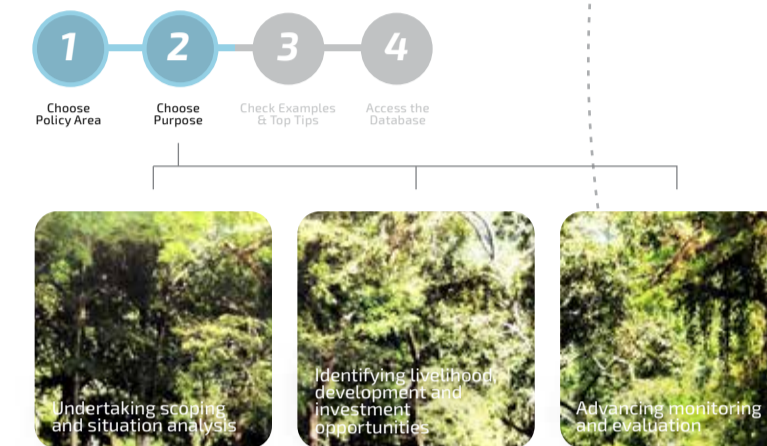 1
2
3
4
Choose
Policy Area
Choose
Purpose
Check Examples
& Top Tips
Access the
Database
Undertaking scoping
and situation analysis
Identifying livelihood,
development and
investment
opportunities
Advancing monitoring
and evaluation